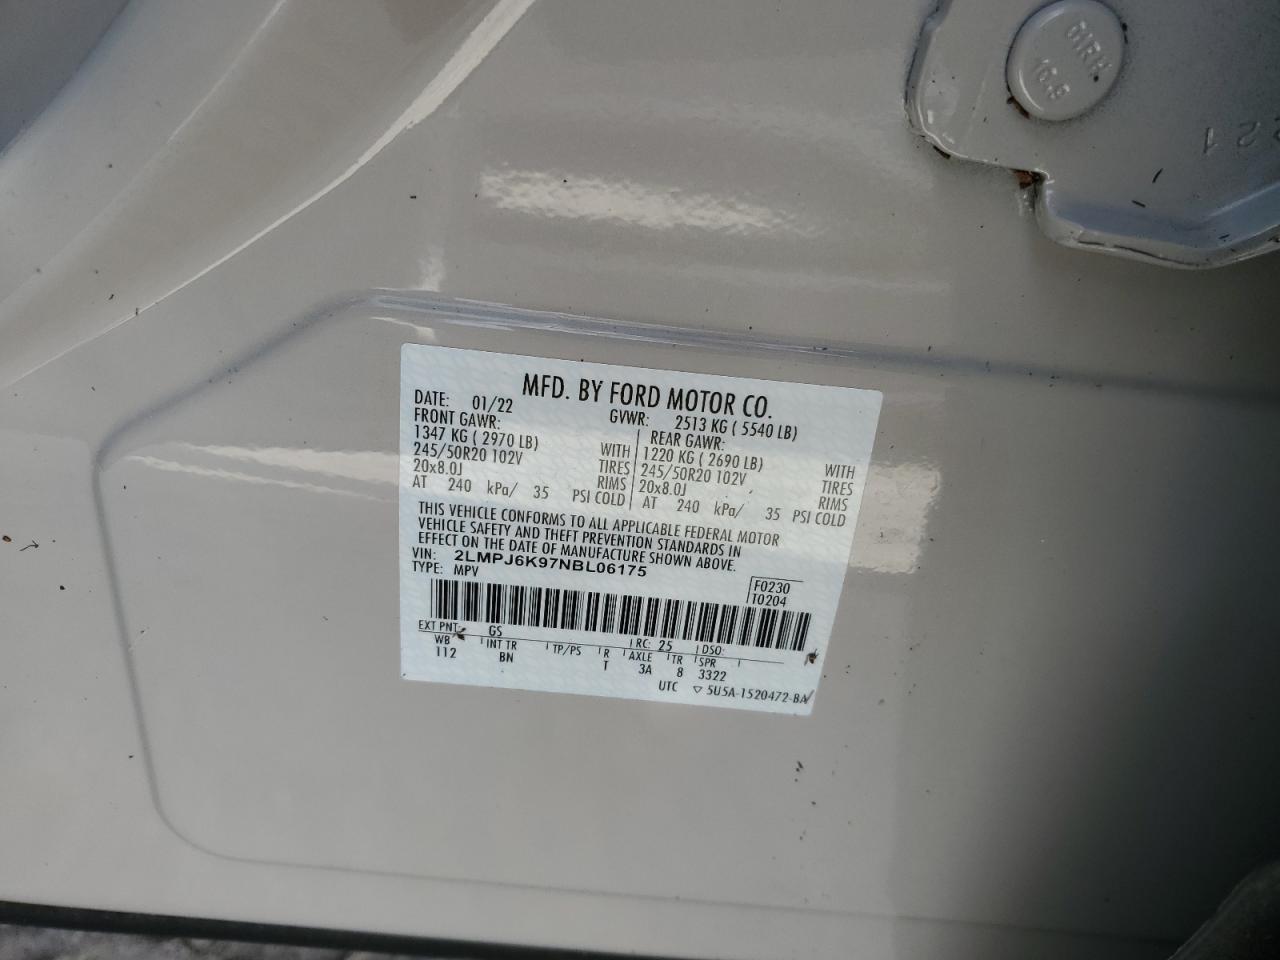 DIRH
16.9
221
MFD. BY FORD MOTOR CO.
DATE: 01/22 GVWR: 2513 KG ( 5540 LB)
FRONT GAWR: REAR GAWR:
1347 KG ( 2970 LB) WITH 1220 KG ( 2690 LB) WITH
245/50R20 102V TIRES 245/50R20 102V TIRES
20x8.0J RIMS 20x8.0J RIMS
AT 240 kPa/ 35 PSI COLD AT 240 kPa/ 35 PSI COLD
THIS VEHICLE CONFORMS TO ALL APPLICABLE FEDERAL MOTOR
VEHICLE SAFETY AND THEFT PREVENTION STANDARDS IN
EFFECT ON THE DATE OF MANUFACTURE SHOWN ABOVE.
VIN: 2LMPJ6K97NBL06175
TYPE: MPV
F0230
T0204
EXT PNT: GS RC: 25 DSO:
WB INT TR TP/PS R AXLE TR SPR
112 BN T 3A 8 3322
UTC ▽ 5U5A-1520472-BA